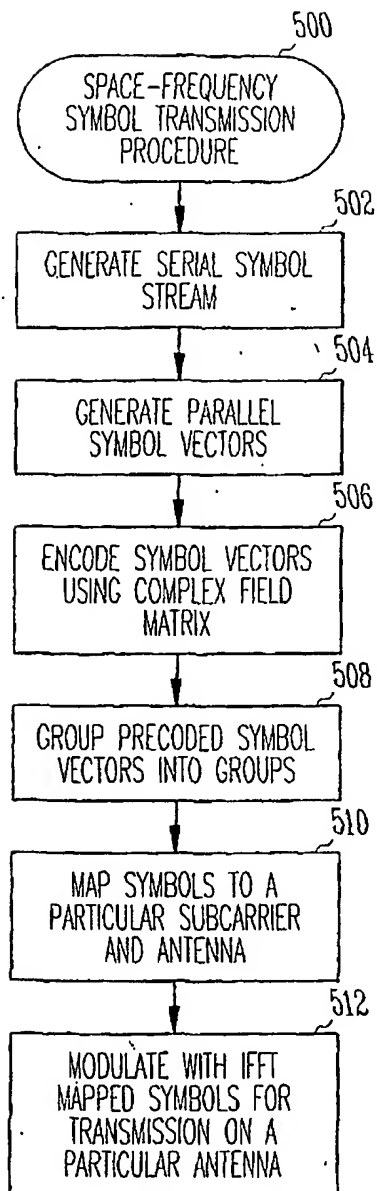 500
SPACE-FREQUENCY
SYMBOL TRANSMISSION
PROCEDURE
502
GENERATE SERIAL SYMBOL
STREAM
504
GENERATE PARALLEL
SYMBOL VECTORS
506
ENCODE SYMBOL VECTORS
USING COMPLEX FIELD
MATRIX
508
GROUP PRECODED SYMBOL
VECTORS INTO GROUPS
510
MAP SYMBOLS TO A
PARTICULAR SUBCARRIER
AND ANTENNA
512
MODULATE WITH IFFT
MAPPED SYMBOLS FOR
TRANSMISSION ON A
PARTICULAR ANTENNA